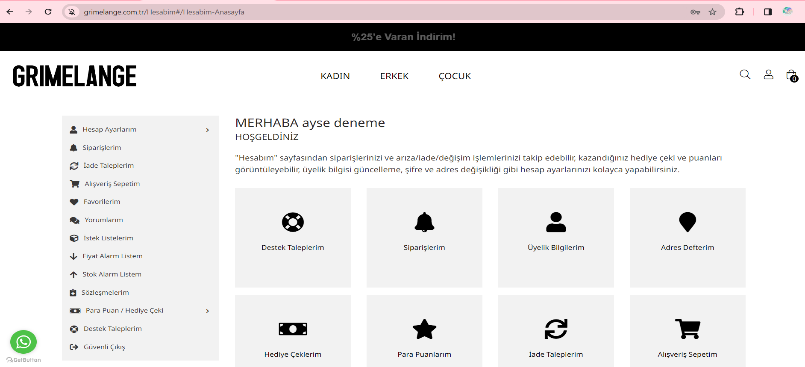 grimelange.com.tr/Hesabim#/Hesabim-Anasayfa
%25'e Varan İndirim!
GRIMELANGE
KADIN
ERKEK
ÇOCUK
0
Hesap Ayarlarım
Siparişlerim
İade Taleplerim
Alışveriş Sepetim
Favorilerim
Yorumlarım
İstek Listelerim
Fiyat Alarm Listem
Stok Alarm Listem
Sözleşmelerim
Para Puan / Hediye Çeki
Destek Taleplerim
Güvenli Çıkış
GetButton
MERHABA ayse deneme
HOŞGELDİNİZ
"Hesabım" sayfasından siparişlerinizi ve arıza/iade/değişim işlemlerinizi takip edebilir, kazandığınız hediye çeki ve puanları
görüntüleyebilir, üyelik bilgisi güncelleme, şifre ve adres değişikliği gibi hesap ayarlarınızı kolayca yapabilirsiniz.
Destek Taleplerim
Siparişlerim
Üyelik Bilgilerim
Adres Defterim
Hediye Çeklerim
Para Puanlarım
İade Taleplerim
Alışveriş Sepetim